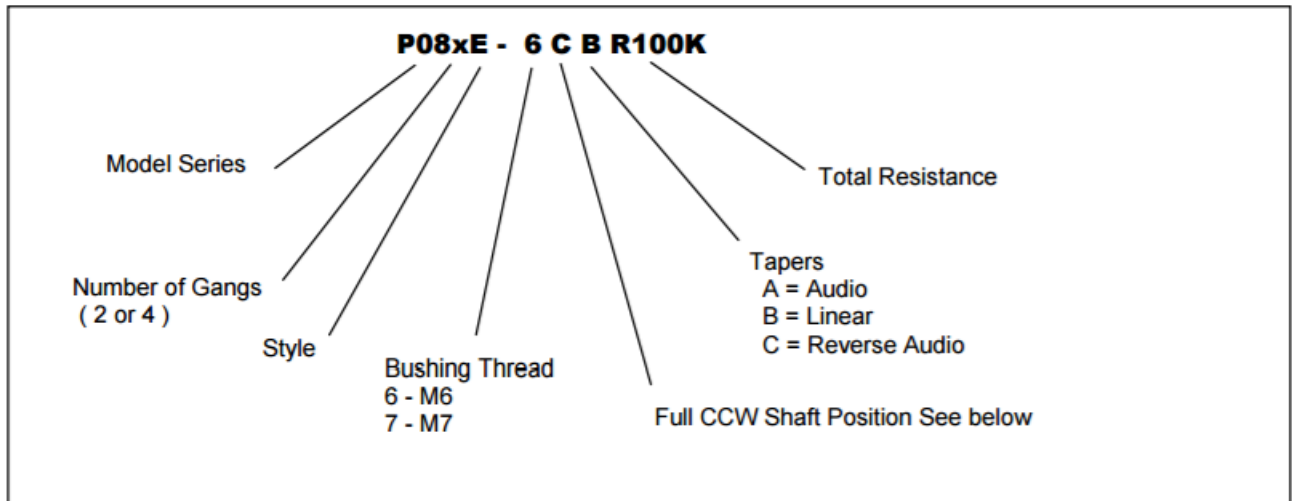 P08xE - 6 C B R100K
Model Series
Total Resistance
Number of Gangs
( 2 or 4 )
Style
Bushing Thread
6 - M6
7 - M7
Tapers
A = Audio
B = Linear
C = Reverse Audio
Full CCW Shaft Position See below